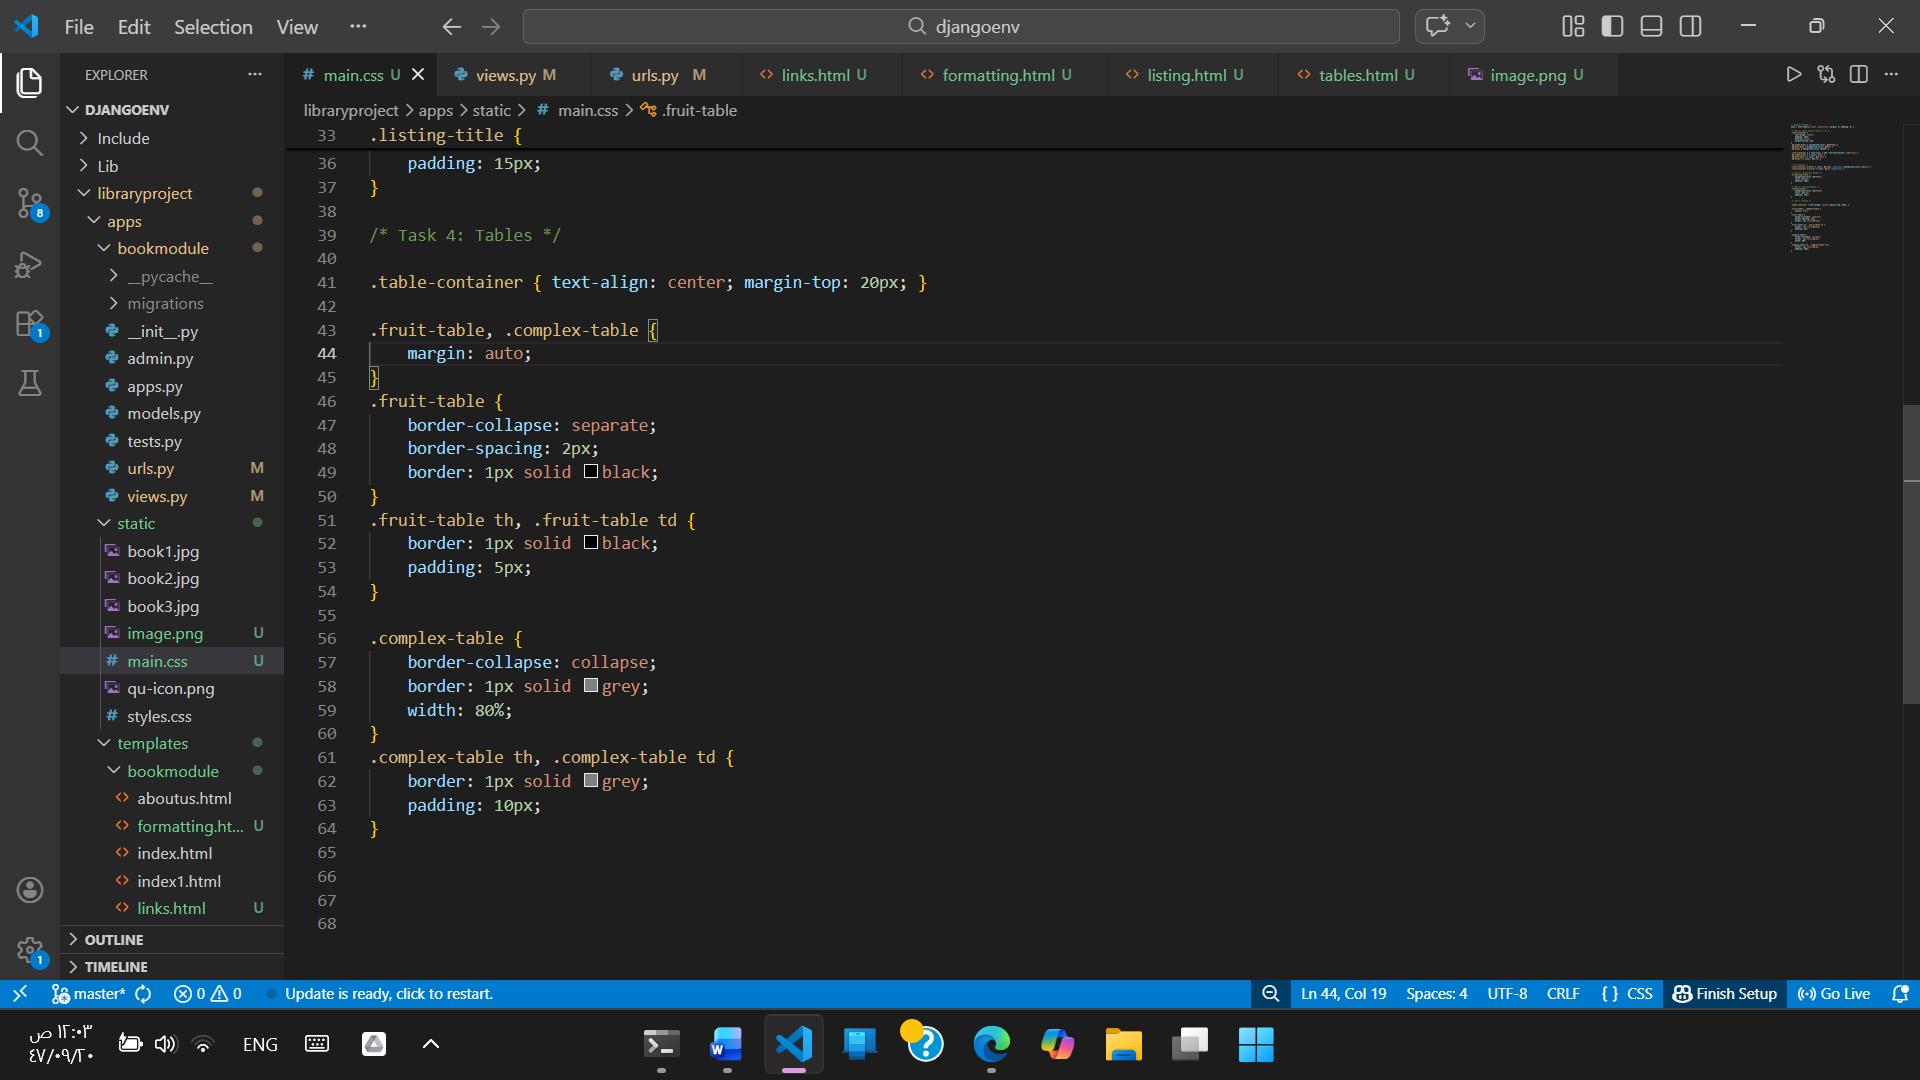 File Edit Selection View ···
djangoenv
EXPLORER ···
DJANGOENV
Include
Lib
libraryproject
apps
bookmodule
__pycache__
migrations
__init__.py
admin.py
apps.py
models.py
tests.py
urls.py M
views.py M
static
book1.jpg
book2.jpg
book3.jpg
image.png U
main.css U
qu-icon.png
styles.css
templates
bookmodule
aboutus.html
formatting.ht... U
index.html
index1.html
links.html U
OUTLINE
TIMELINE
main.css U views.py M urls.py M links.html U formatting.html U listing.html U tables.html U image.png U ···
libraryproject > apps > static > # main.css > .fruit-table
33 .listing-title {
36 padding: 15px;
37 }
38
39 /* Task 4: Tables */
40
41 .table-container { text-align: center; margin-top: 20px; }
42
43 .fruit-table, .complex-table {
44 margin: auto;
45 }
46 .fruit-table {
47 border-collapse: separate;
48 border-spacing: 2px;
49 border: 1px solid black;
50 }
51 .fruit-table th, .fruit-table td {
52 border: 1px solid black;
53 padding: 5px;
54 }
55
56 .complex-table {
57 border-collapse: collapse;
58 border: 1px solid grey;
59 width: 80%;
60 }
61 .complex-table th, .complex-table td {
62 border: 1px solid grey;
63 padding: 10px;
64 }
65
66
67
68
8
1
1
master* 0 0 Update is ready, click to restart. Ln 44, Col 19 Spaces: 4 UTF-8 CRLF { } CSS Finish Setup Go Live
١٢:٠٣ ص
٤٧/٠٩/٢٠
ENG